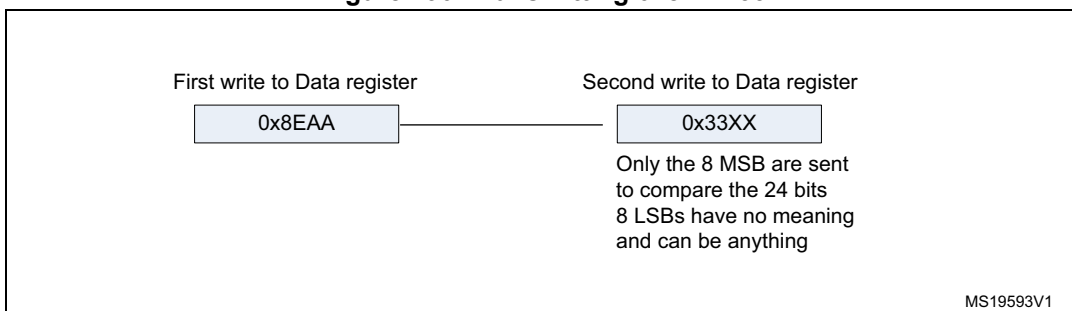 First write to Data register
Second write to Data register
0x8EAA
0x33XX
Only the 8 MSB are sent
to compare the 24 bits
8 LSBs have no meaning
and can be anything
MS19593V1